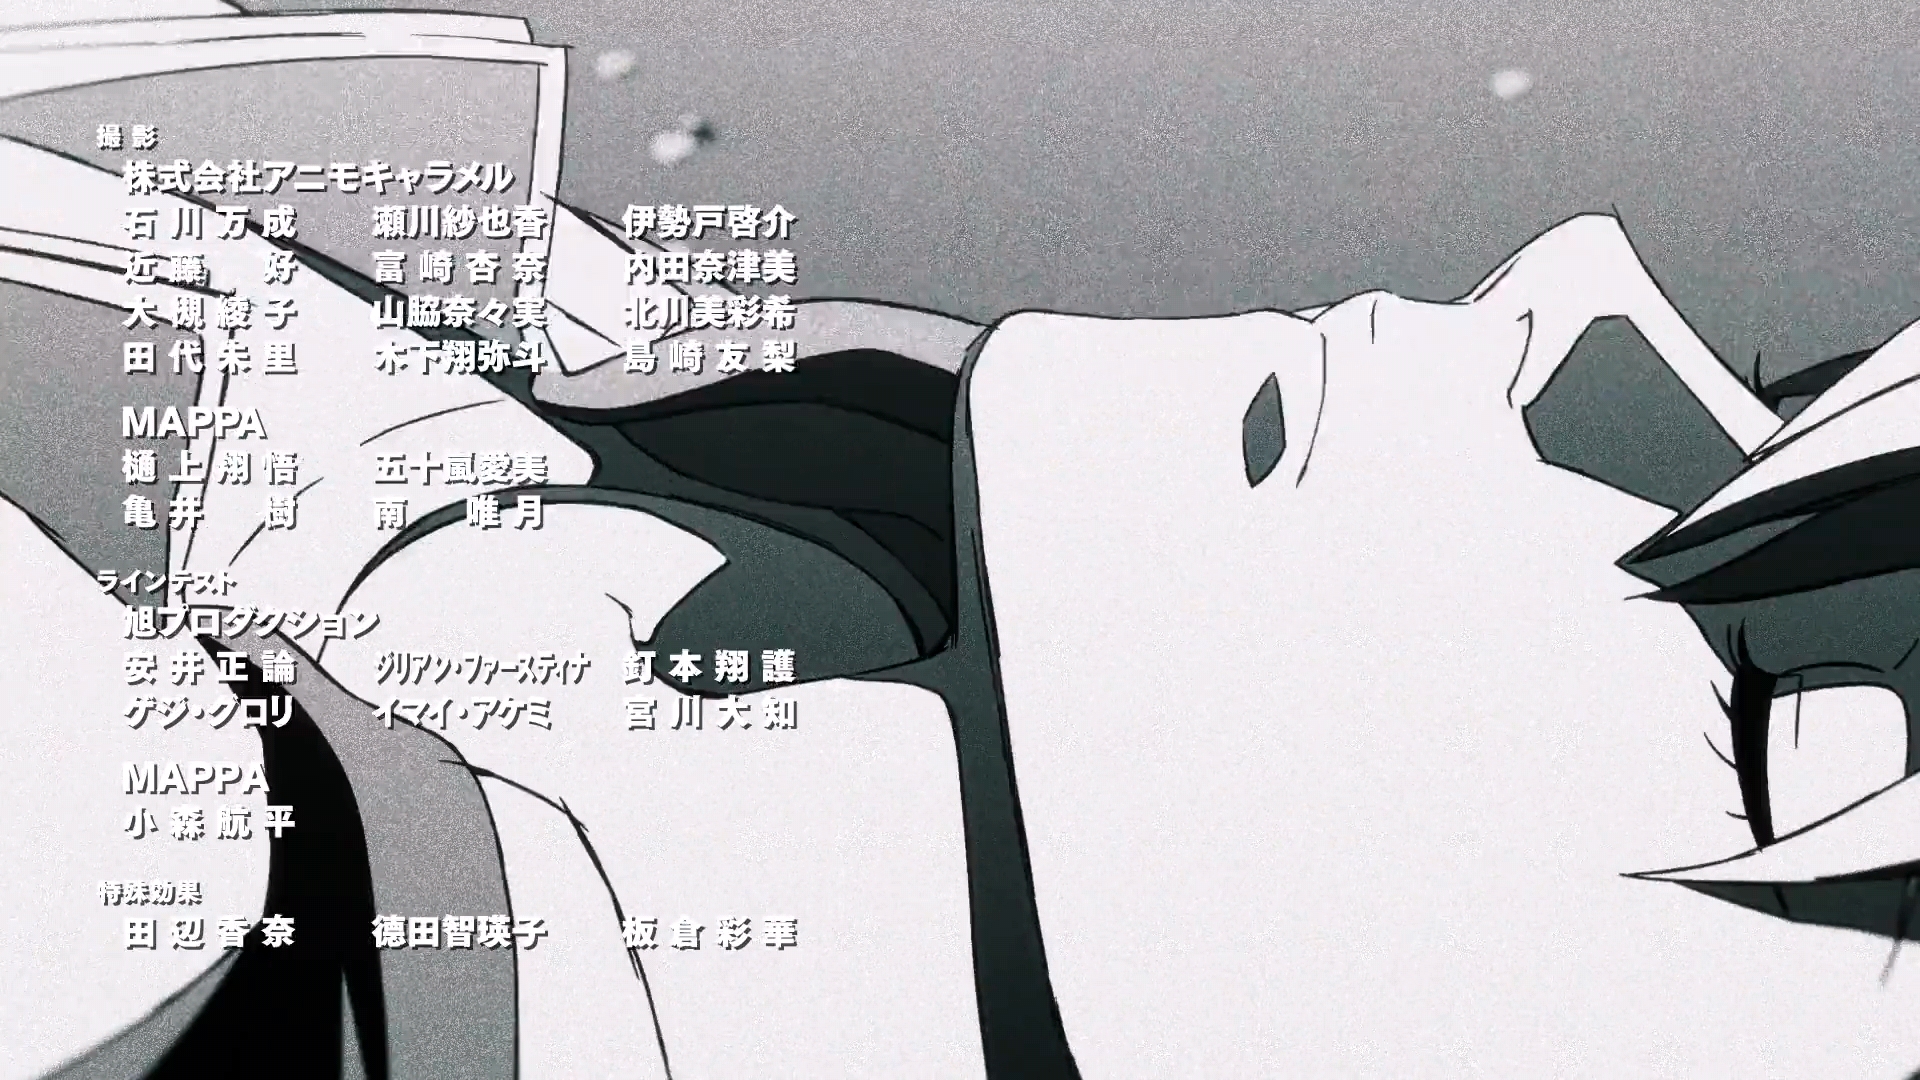 撮影
株式会社アニモキャラメル
石川万成 瀬川紗也香 伊勢戸啓介
近藤 好 富崎杏奈 内田奈津美
大槻綾子 山脇奈々実 北川美彩希
田代朱里 木下翔弥斗 島崎友梨
MAPPA
樋上翔悟 五十嵐愛実
亀井 樹 南 唯月
ラインテスト
旭プロダクション
安井正論 ジリアン・ファースティナ 釘本翔護
ゲジ・グロリ イマイ・アケミ 宮川大知
MAPPA
小森航平
特殊効果
田辺香奈 德田智瑛子 板倉彩華